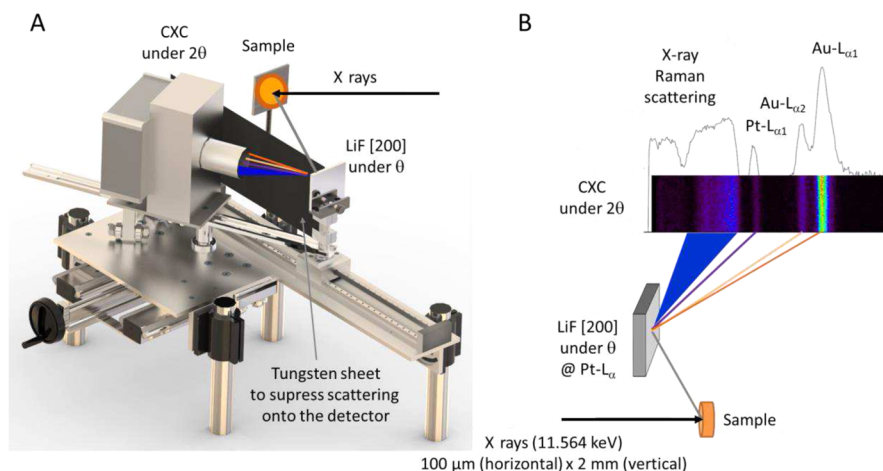 A
CXC
under 2θ
Sample
X rays
LiF [200]
under θ
Tungsten sheet
to supress scattering
onto the detector
B
Au-Lα1
X-ray
Raman
scattering
Au-Lα2
Pt-Lα1
CXC
under 2θ
LiF [200]
under θ
@ Pt-Lα
Sample
X rays (11.564 keV)
100 µm (horizontal) x 2 mm (vertical)